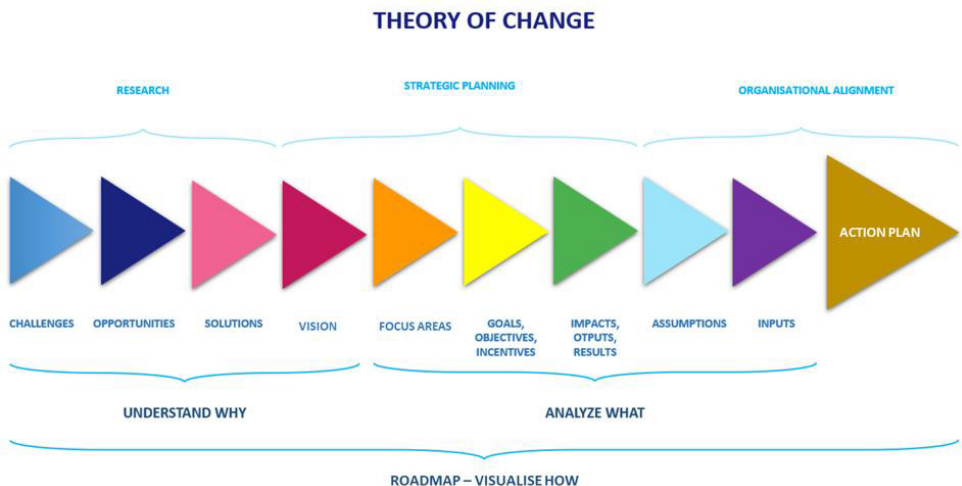 THEORY OF CHANGE
RESEARCH
STRATEGIC PLANNING
ORGANISATIONAL ALIGNMENT
ACTION PLAN
CHALLENGES
OPPORTUNITIES
SOLUTIONS
VISION
FOCUS AREAS
GOALS,
OBJECTIVES,
INCENTIVES
IMPACTS,
OTPUTS,
RESULTS
ASSUMPTIONS
INPUTS
UNDERSTAND WHY
ANALYZE WHAT
ROADMAP – VISUALISE HOW